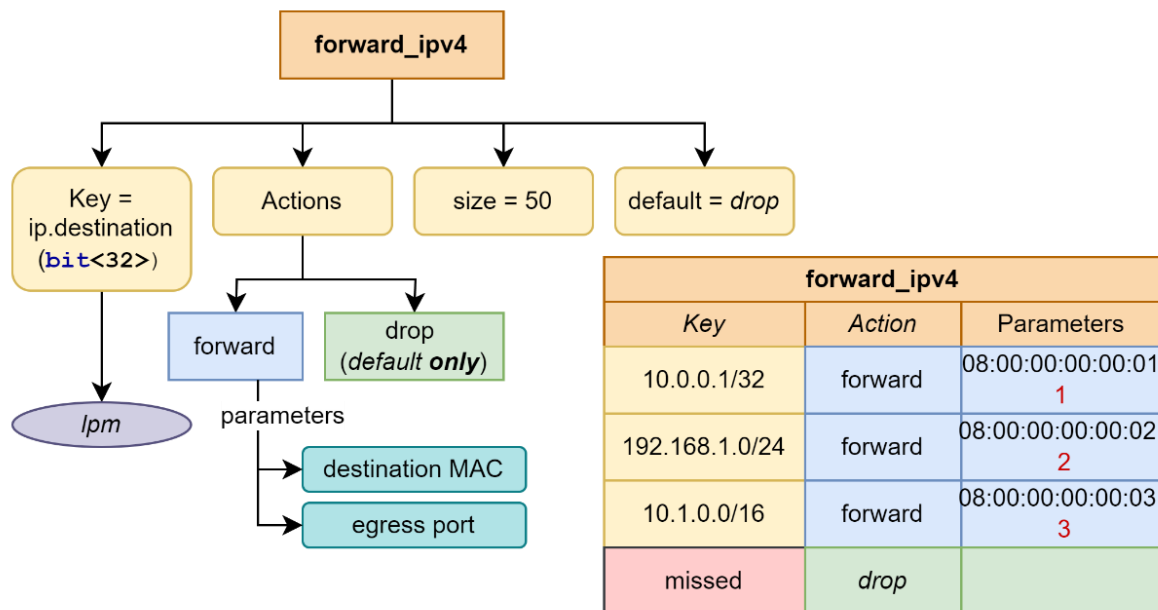 forward_ipv4
Key =
ip.destination
(bit<32>)
Actions
size = 50
default = drop
forward
drop
(default only)
lpm
parameters
destination MAC
egress port
forward_ipv4
Key
Action
Parameters
10.0.0.1/32
forward
08:00:00:00:00:01
1
192.168.1.0/24
forward
08:00:00:00:00:02
2
10.1.0.0/16
forward
08:00:00:00:00:03
3
missed
drop